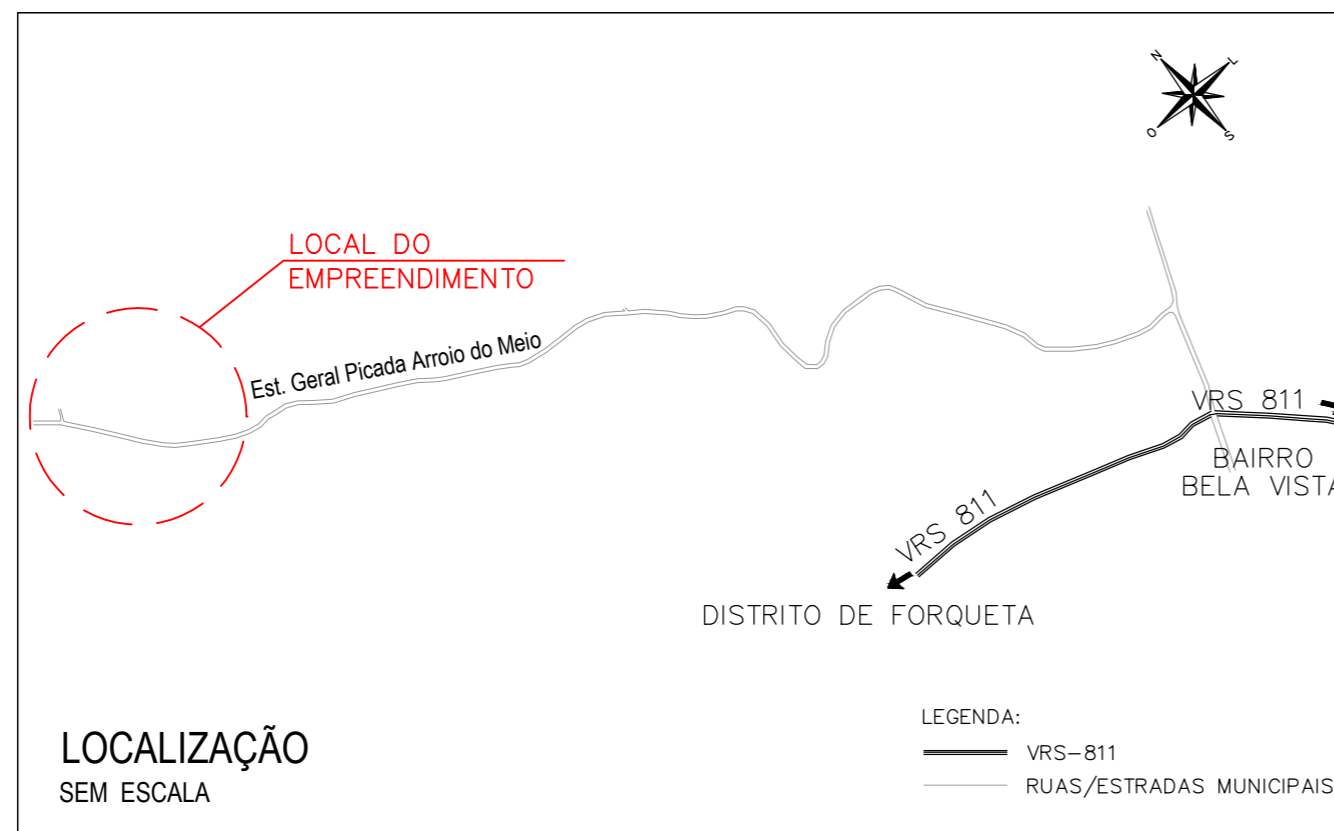 N
L
O
S
LOCAL DO
EMPREENDIMENTO
Est. Geral Picada Arroio do Meio
VRS 811
BAIRRO
BELA VISTA
VRS 811
DISTRITO DE FORQUETA
LOCALIZAÇÃO
SEM ESCALA
LEGENDA:
VRS-811
RUAS/ESTRADAS MUNICIPAIS